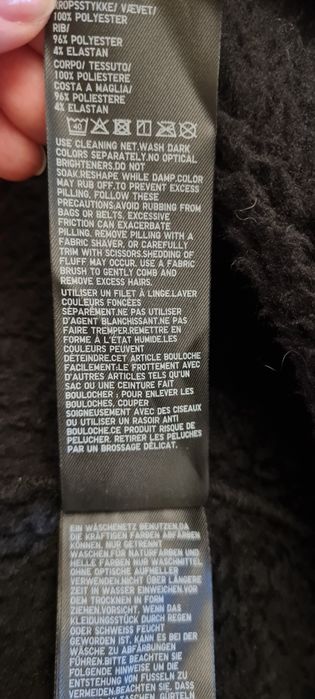 KROPSSTYKKE/ VÆVET/
100% POLYESTER
RIB/
96% POLYESTER
4% ELASTAN
CORPO/ TESSUTO/
100% POLIESTERE
COSTA A MAGLIA/
96% POLIESTERE
4% ELASTAN
40
USE CLEANING NET.WASH DARK
COLORS SEPARATELY.NO OPTICAL
BRIGHTENERS.DO NOT
SOAK.RESHAPE WHILE DAMP.COLOR
MAY RUB OFF.TO PREVENT EXCESS
PILLING, FOLLOW THESE
PRECAUTIONS.AVOID RUBBING FROM
BAGS OR BELTS, EXCESSIVE
FRICTION CAN EXACERBATE
PILLING. REMOVE PILLING WITH A
FABRIC SHAVER, OR CAREFULLY
TRIM WITH SCISSORS.SHEDDING OF
FLUFF MAY OCCUR. USE A FABRIC
BRUSH TO GENTLY COMB AND
REMOVE EXCESS HAIRS.
UTILISER UN FILET À LINGE.LAVER
COULEURS FONCÉES
SÉPARÉMENT.NE PAS UTILISER
D'AGENT BLANCHISSANT.NE PAS
FAIRE TREMPER.REMETTRE EN
FORME À L'ÉTAT HUMIDE.LES
COULEURS PEUVENT
DÉTEINDRE.CET ARTICLE BOULOCHE
FACILEMENT:LE FROTTEMENT AVEC
D'AUTRES ARTICLES TELS QU'UN
SAC OU UNE CEINTURE FAIT
BOULOCHER ; POUR ENLEVER LES
BOULOCHES, COUPER
SOIGNEUSEMENT AVEC DES CISEAUX
OU UTILISER UN RASOIR ANTI
BOULOCHE.CE PRODUIT RISQUE DE
PELUCHER. RETIRER LES PELUCHES
PAR UN BROSSAGE DÉLICAT.
EIN WÄSCHENETZ BENUTZEN,DA
DIE KRÄFTIGEN FARBEN ABFÄRBEN
KÖNNEN, NUR GETRENNT
WASCHEN.FÜR NATURFARBEN UND
HELLE FARBEN NUR WASCHMITTEL
OHNE OPTISCHE AUFHELLER
VERWENDEN.NICHT ÜBER LÄNGERE
ZEIT IN WASSER EINWEICHEN.VOR
DEM TROCKNEN IN FORM
ZIEHEN.VORSICHT, WENN DAS
KLEIDUNGSSTÜCK DURCH REGEN
ODER SCHWEISS FEUCHT
GEWORDEN IST, KANN ES BEI DER
WÄSCHE ZU ABFÄRBUNGEN
FÜHREN.BITTE BEACHTEN SIE
FOLGENDE HINWEISE UM DIE
ENTSTEHUNG VON FUSSELN ZU
VERMEIDEN.BEACHTEN SIE, DASS
TASCHEN, GÜRTELN